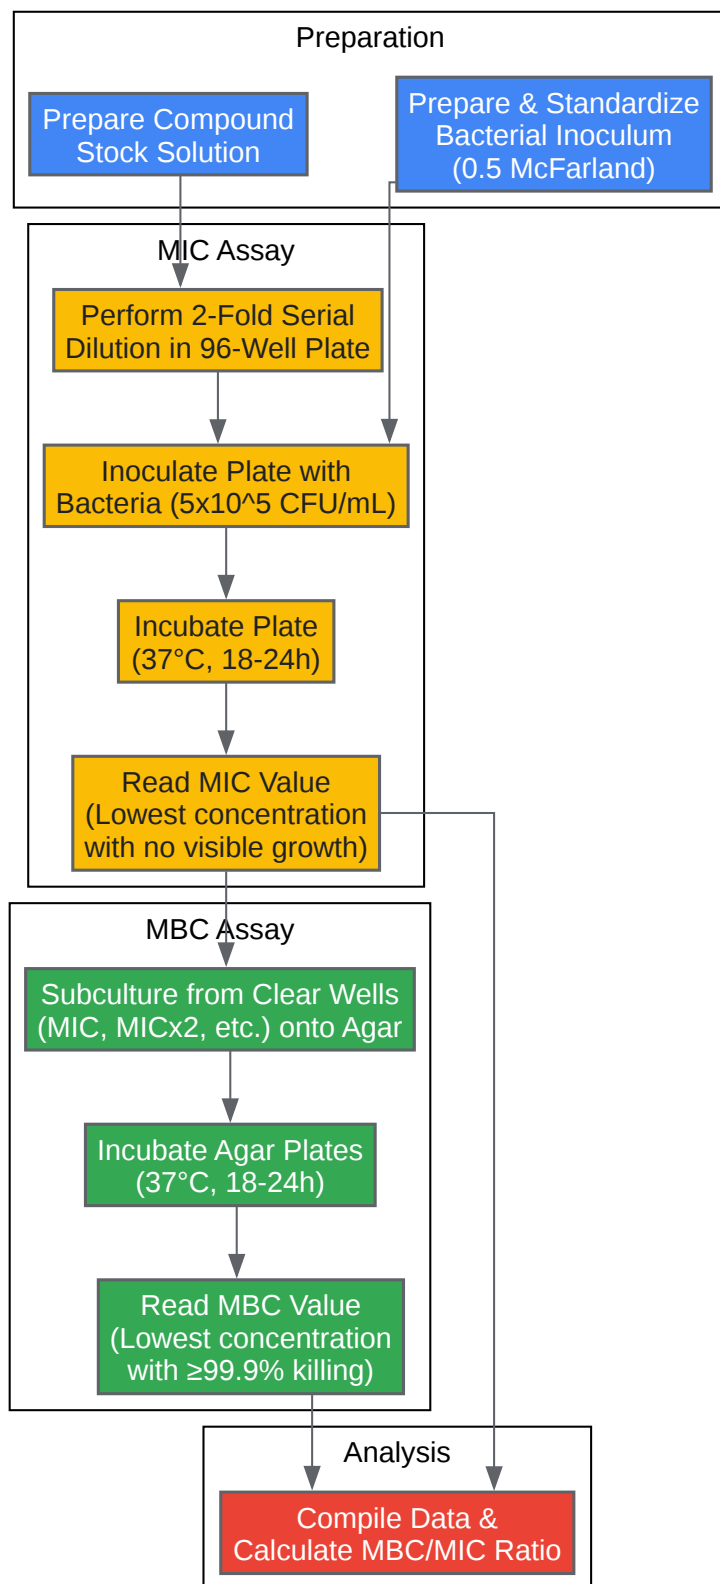 Preparation
Prepare Compound
Stock Solution
Prepare & Standardize
Bacterial Inoculum
(0.5 McFarland)
MIC Assay
Perform 2-Fold Serial
Dilution in 96-Well Plate
Inoculate Plate with
Bacteria (5x10^5 CFU/mL)
Incubate Plate
(37°C, 18-24h)
Read MIC Value
(Lowest concentration
with no visible growth)
MBC Assay
Subculture from Clear Wells
(MIC, MICx2, etc.) onto Agar
Incubate Agar Plates
(37°C, 18-24h)
Read MBC Value
(Lowest concentration
with ≥99.9% killing)
Analysis
Compile Data &
Calculate MBC/MIC Ratio